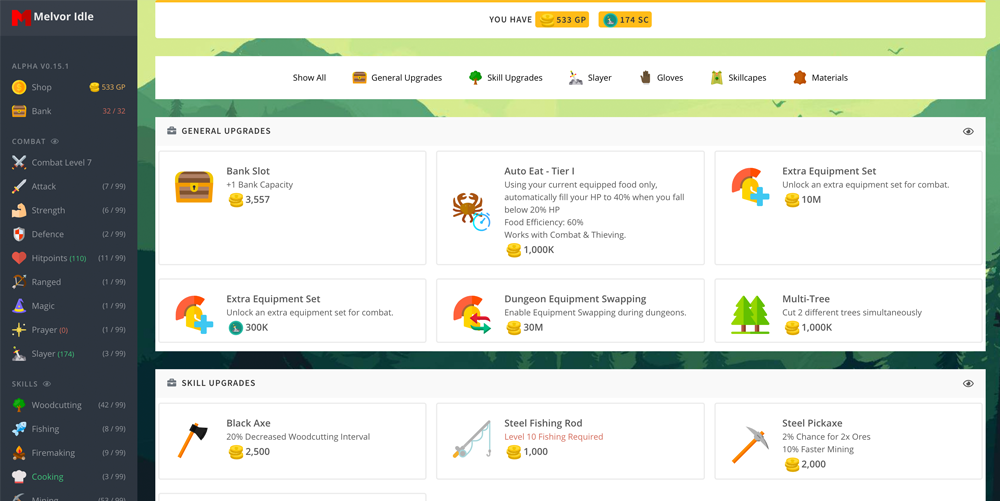 Melvor Idle
ALPHA V0.15.1
Shop 533 GP
Bank 32 / 32
COMBAT
Combat Level 7
Attack (7 / 99)
Strength (6 / 99)
Defence (2 / 99)
Hitpoints (110) (11 / 99)
Ranged (1 / 99)
Magic (1 / 99)
Prayer (0) (1 / 99)
Slayer (174) (3 / 99)
SKILLS
Woodcutting (42 / 99)
Fishing (8 / 99)
Firemaking (9 / 99)
Cooking (3 / 99)
Mining (53 / 99)
YOU HAVE 533 GP 174 SC
Show All General Upgrades Skill Upgrades Slayer Gloves Skillcapes Materials
GENERAL UPGRADES
Bank Slot
+1 Bank Capacity
3,557
Auto Eat - Tier I
Using your current equipped food only,
automatically fill your HP to 40% when you fall
below 20% HP
Food Efficiency: 60%
Works with Combat & Thieving.
1,000K
Extra Equipment Set
Unlock an extra equipment set for combat.
10M
Extra Equipment Set
Unlock an extra equipment set for combat.
300K
Dungeon Equipment Swapping
Enable Equipment Swapping during dungeons.
30M
Multi-Tree
Cut 2 different trees simultaneously
1,000K
SKILL UPGRADES
Black Axe
20% Decreased Woodcutting Interval
2,500
Steel Fishing Rod
Level 10 Fishing Required
1,000
Steel Pickaxe
2% Chance for 2x Ores
10% Faster Mining
2,000